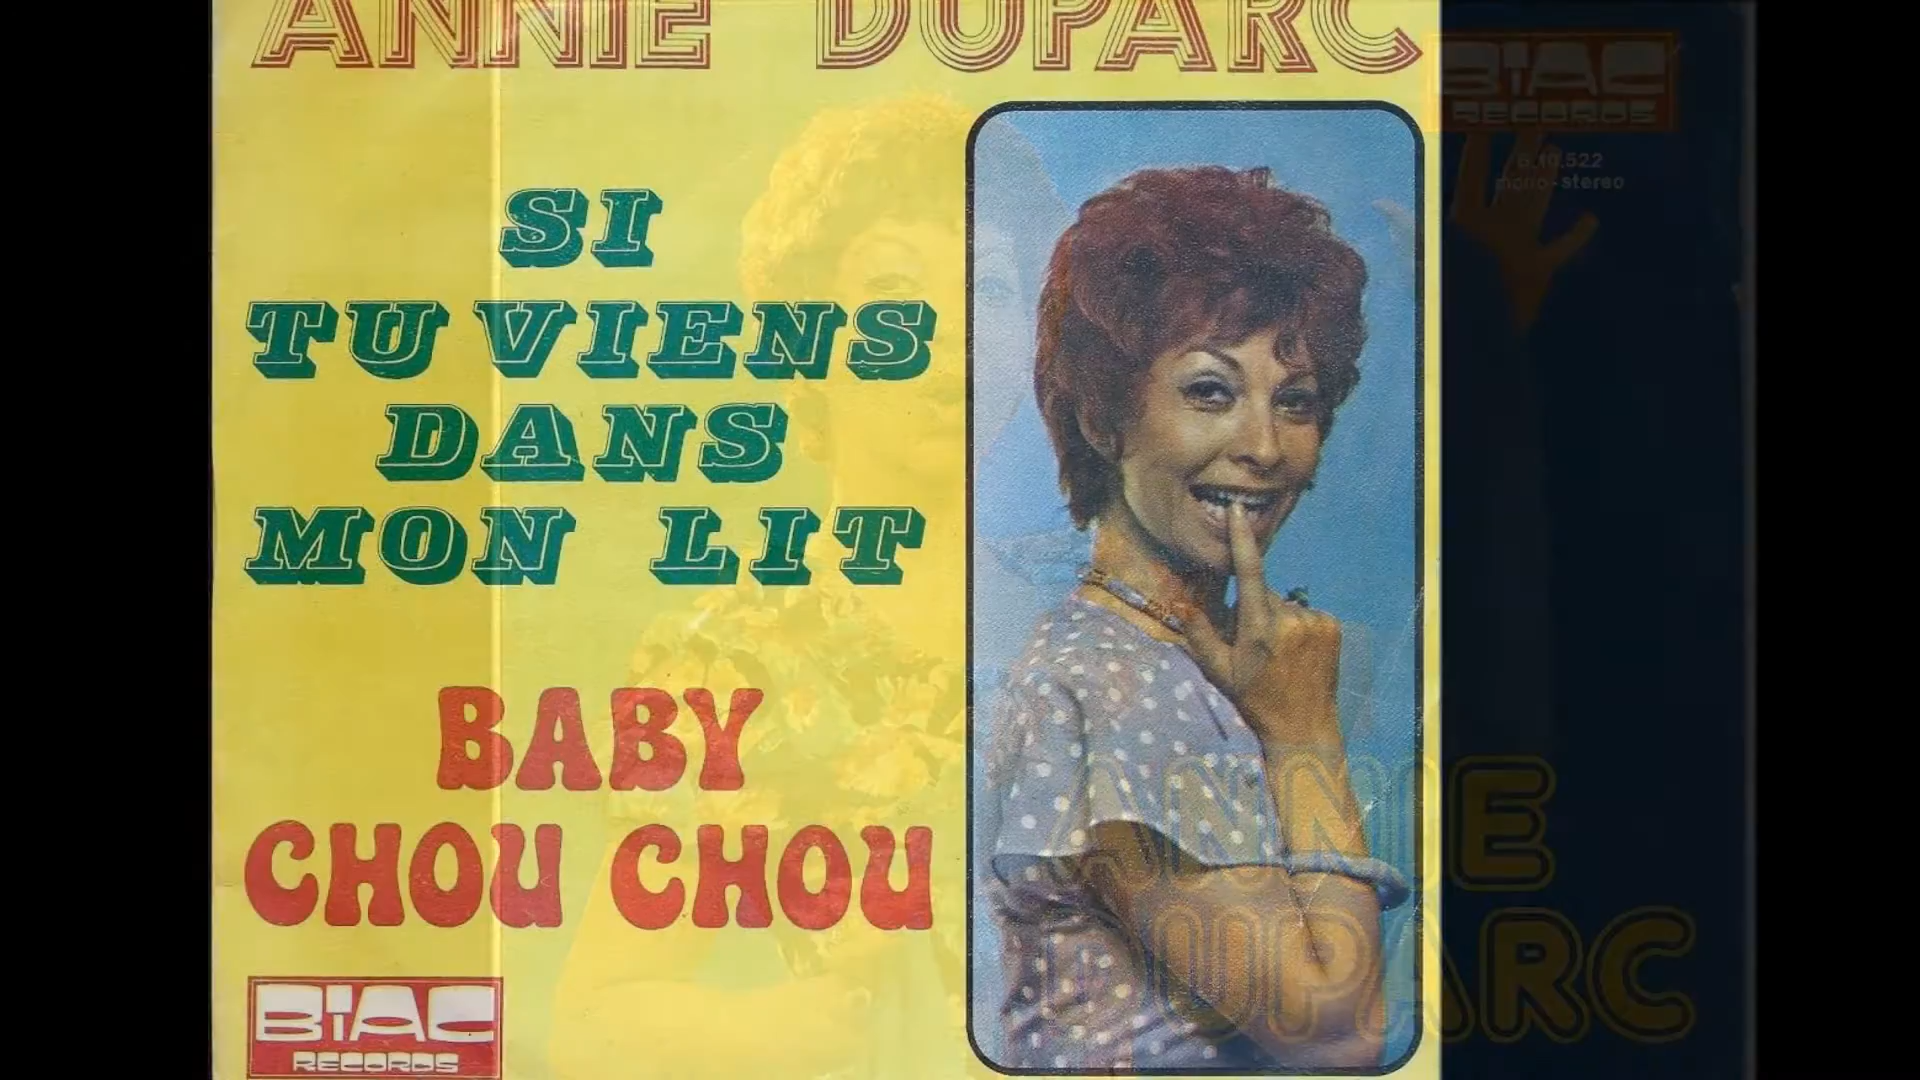 ANNIE DUPARC
SI
TU VIENS
DANS
MON LIT
BABY
CHOU CHOU
BIAC
RECORDS
BIAC
RECORDS
mono-stereo
ANNIE
DUPARC